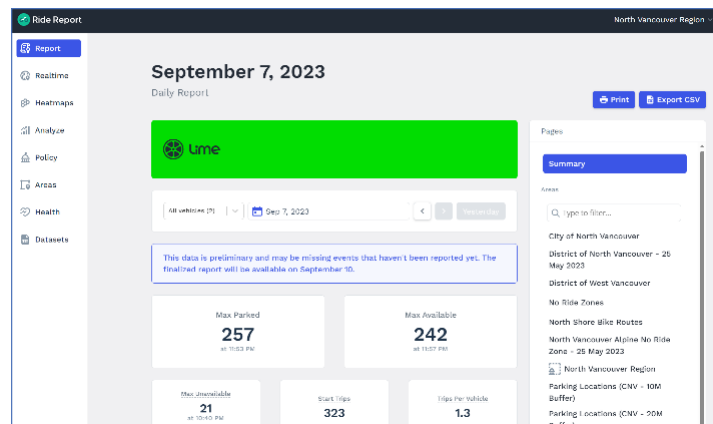 Ride Report
North Vancouver Region
Report
Realtime
Heatmaps
Analyze
Policy
Areas
Health
Datasets
September 7, 2023
Daily Report
Print
Export CSV
Lime
All vehicles (2)
Sep 7, 2023
Yesterday
This data is preliminary and may be missing events that haven't been reported yet. The
finalized report will be available on September 10.
Max Parked
257
at 11:53 PM
Max Available
242
at 11:57 PM
Max Unavailable
21
at 10:40 PM
Start Trips
323
Trips Per Vehicle
1.3
Pages
Summary
Areas
Type to filter...
City of North Vancouver
District of North Vancouver - 25
May 2023
District of West Vancouver
No Ride Zones
North Shore Bike Routes
North Vancouver Alpine No Ride
Zone - 25 May 2023
North Vancouver Region
Parking Locations (CNV - 10M
Buffer)
Parking Locations (CNV - 20M